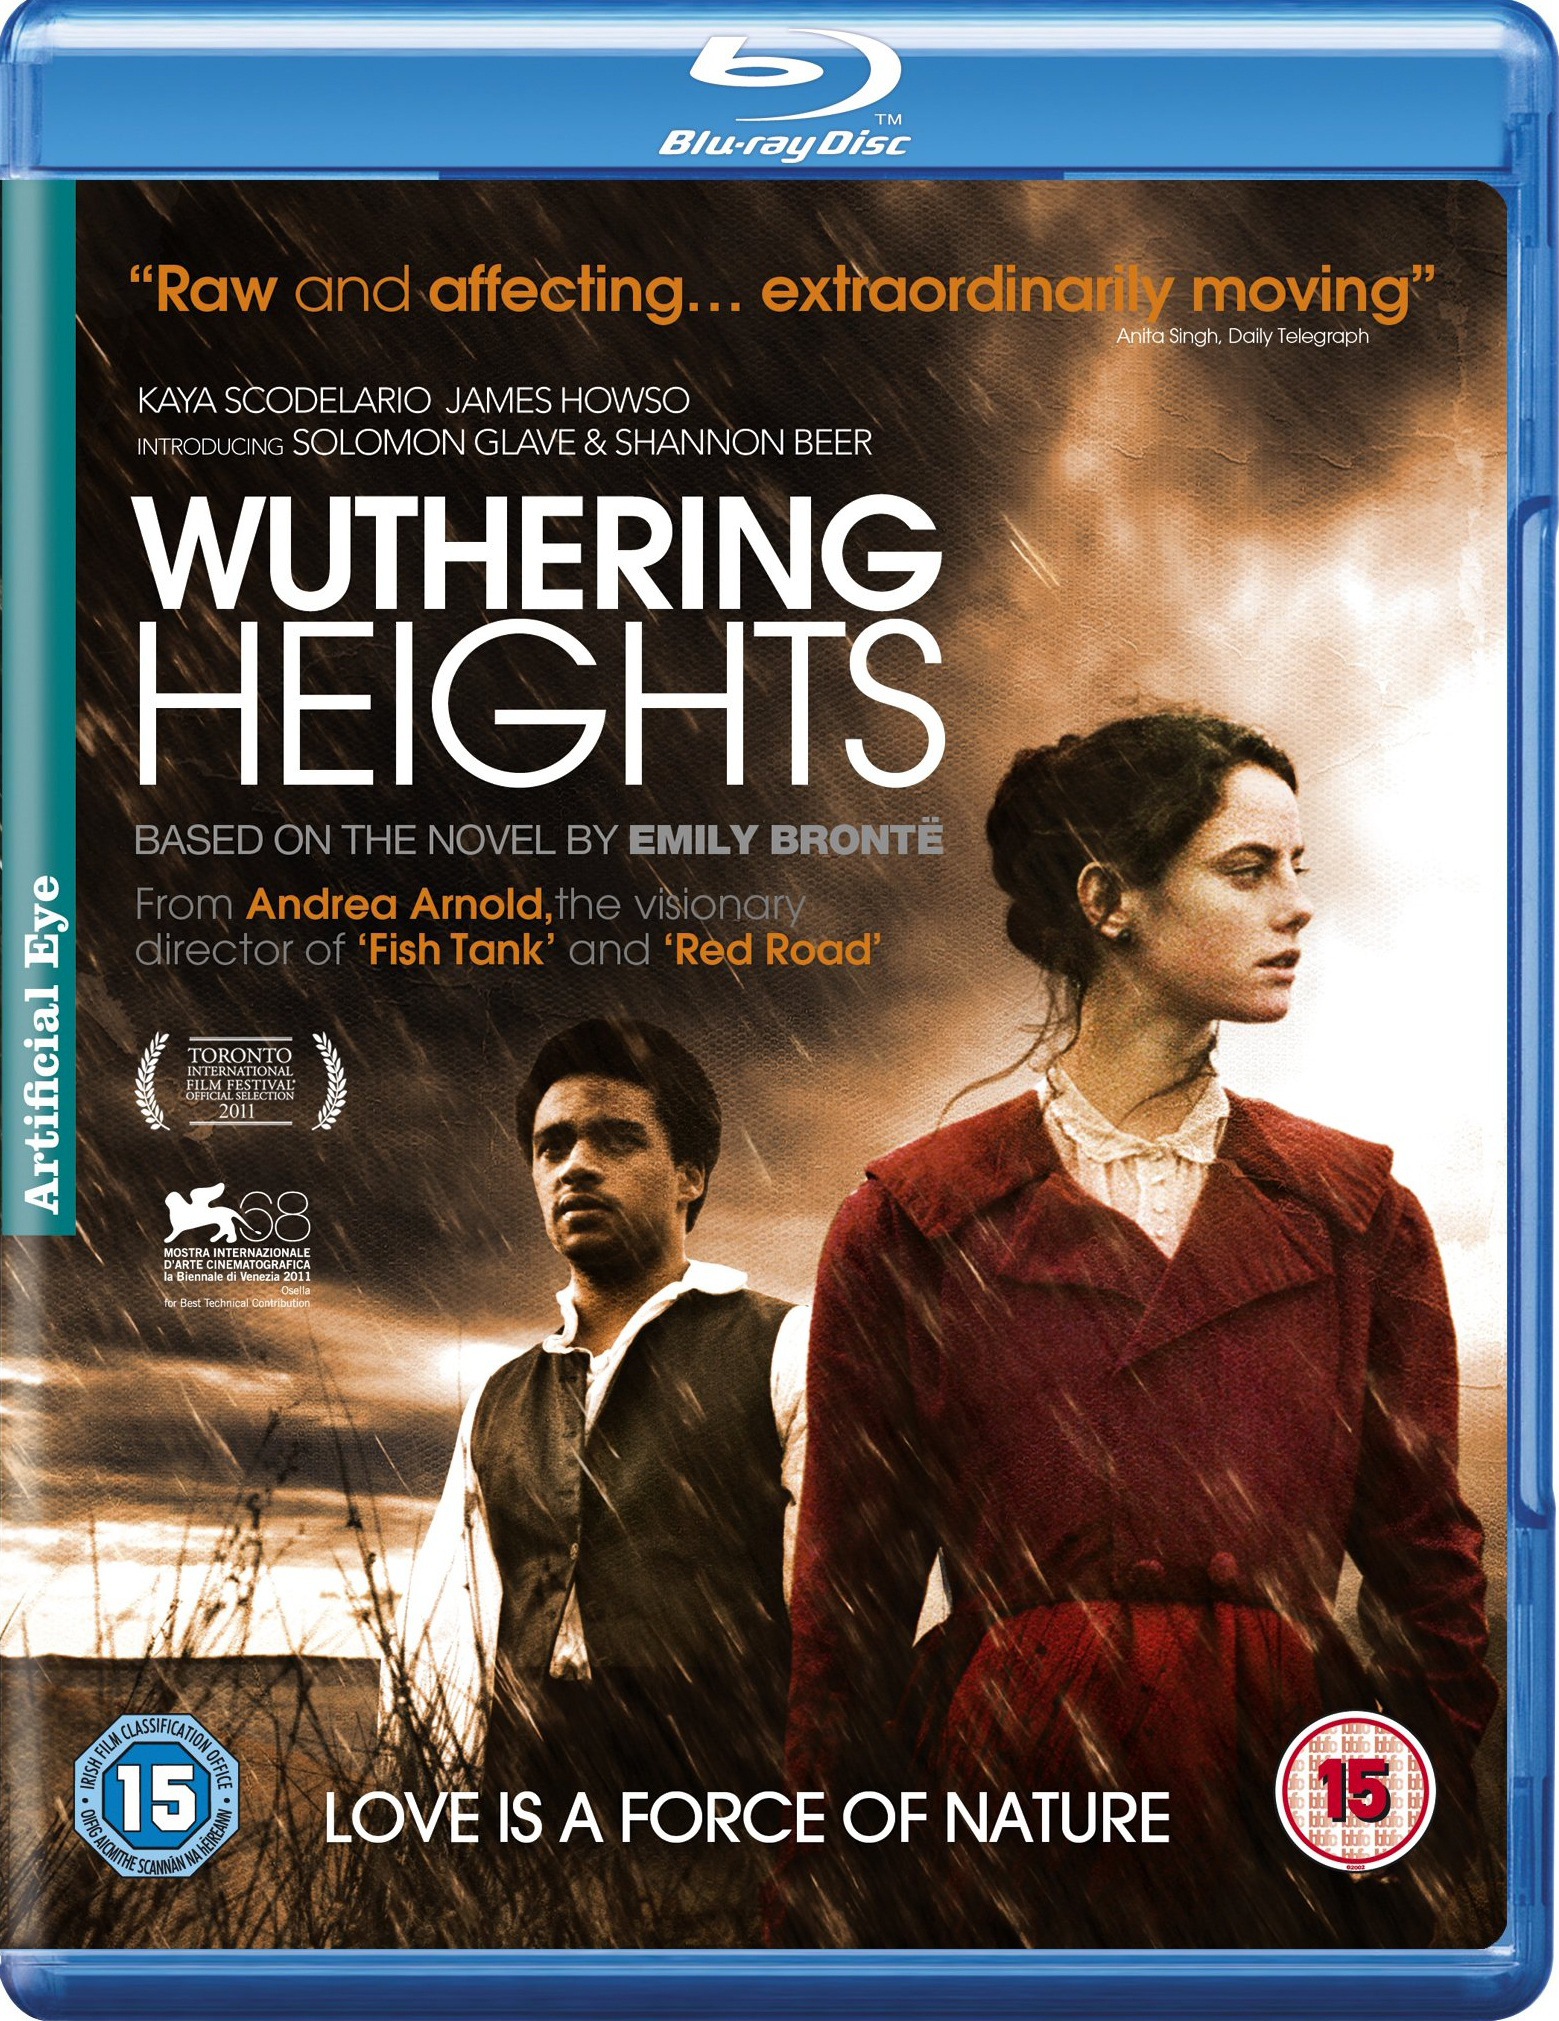 Blu-ray Disc TM
“Raw and affecting... extraordinarily moving”
Anita Singh, Daily Telegraph
KAYA SCODELARIO JAMES HOWSO
INTRODUCING SOLOMON GLAVE & SHANNON BEER
WUTHERING
HEIGHTS
BASED ON THE NOVEL BY EMILY BRONTË
From Andrea Arnold,the visionary
director of ‘Fish Tank’ and ‘Red Road’
Artificial Eye
TORONTO
INTERNATIONAL
FILM FESTIVAL
OFFICIAL SELECTION
2011
68
MOSTRA INTERNAZIONALE
D'ARTE CINEMATOGRAFICA
la Biennale di Venezia 2011
Osella
for Best Technical Contribution
IRISH FILM CLASSIFICATION OFFICE
15
OIFIG AICMITHE SCANNÁN NA HÉIREANN
LOVE IS A FORCE OF NATURE
bbfc
15
©2002